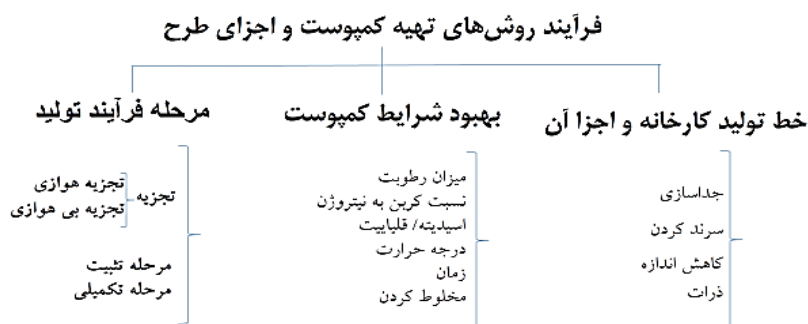 فرآیند روش‌های تهیه کمپوست و اجزای طرح
خط تولید کارخانه و اجزا آن
جداسازی
سرند کردن
کاهش اندازه
ذرات
بهبود شرایط کمپوست
میزان رطوبت
نسبت کربن به نیتروژن
اسیدیته/ قلیاییت
درجه حرارت
زمان
مخلوط کردن
مرحله فرآیند تولید
تجزیه
تجزیه هوازی
تجزیه بی هوازی
مرحله تثبیت
مرحله تکمیلی